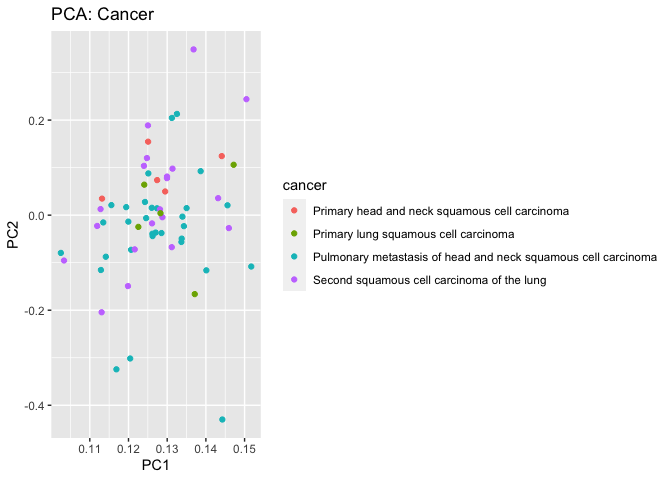 PCA: Cancer
PC2
0.2
0.0
-0.2
-0.4
0.11 0.12 0.13 0.14 0.15
PC1
cancer
Primary head and neck squamous cell carcinoma
Primary lung squamous cell carcinoma
Pulmonary metastasis of head and neck squamous cell carcinoma
Second squamous cell carcinoma of the lung